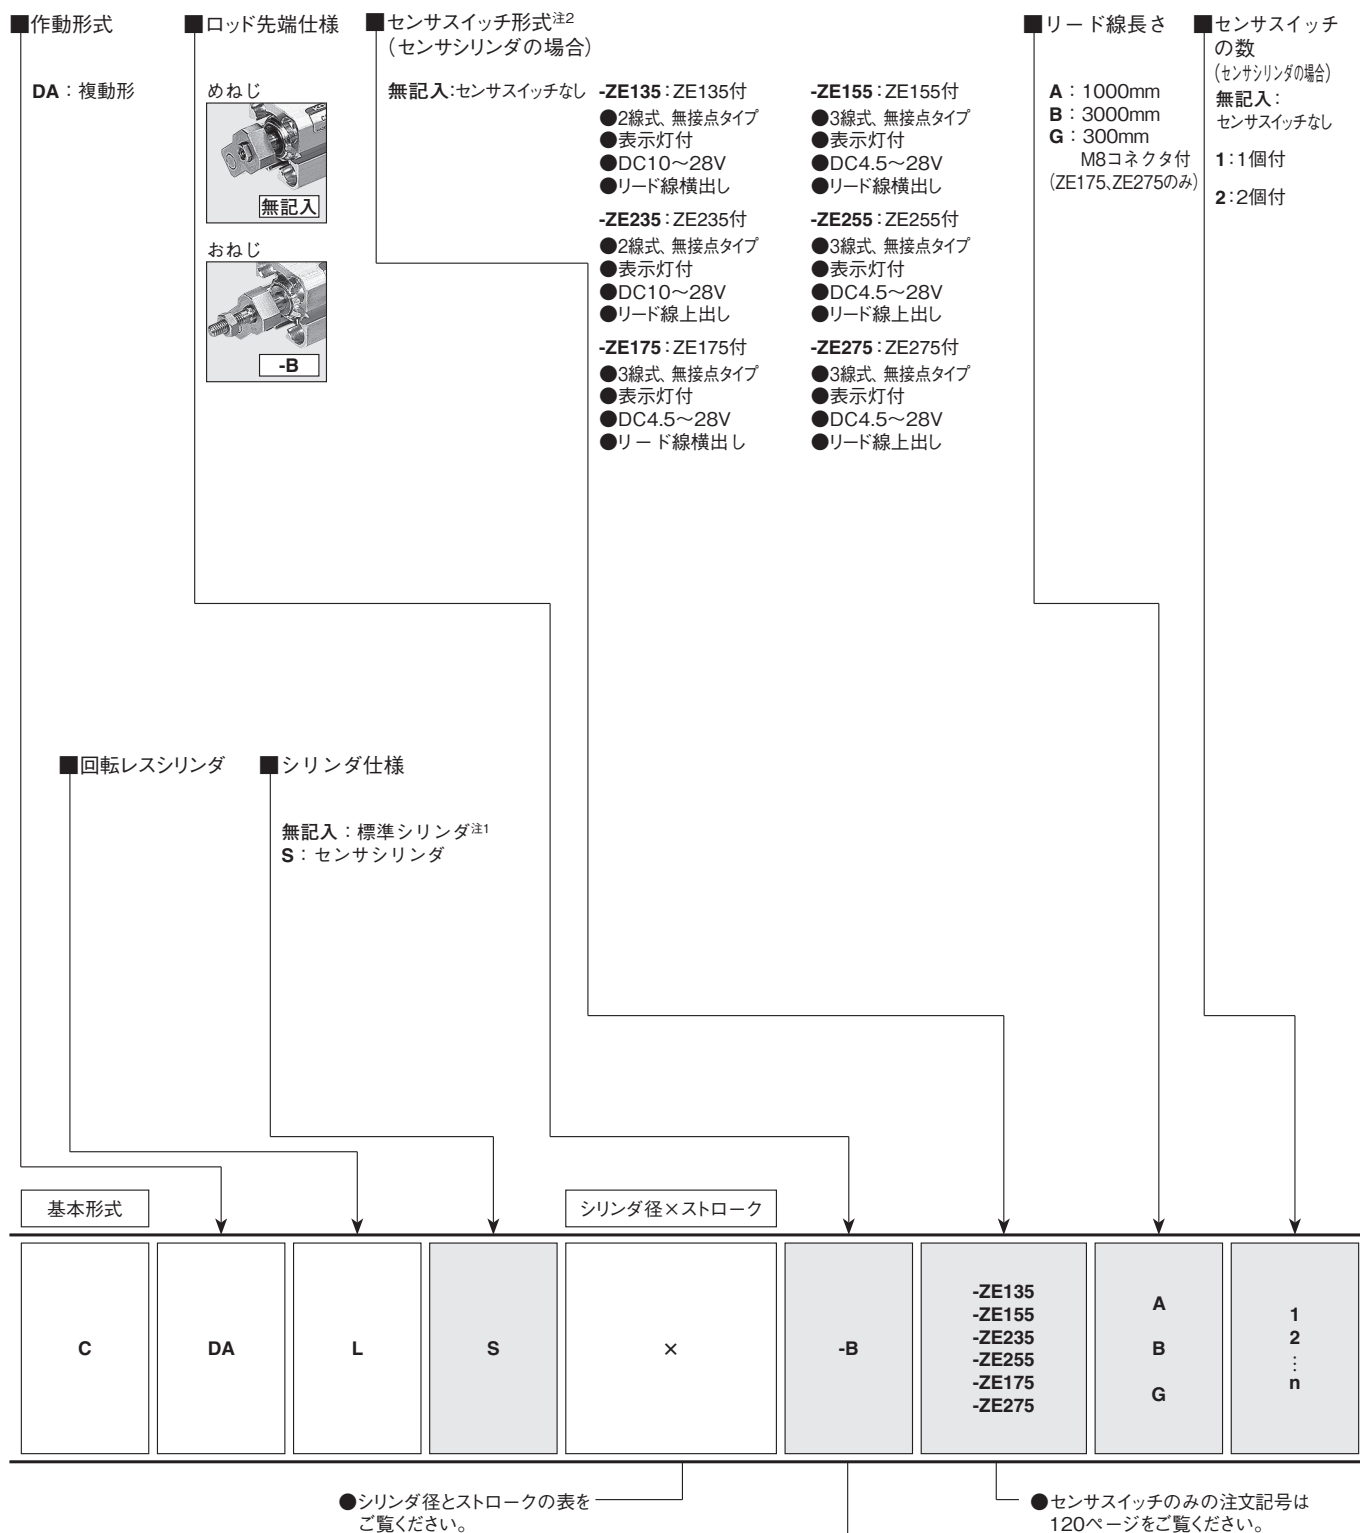 ■作動形式
DA：複動形
■ロッド先端仕様
めねじ
無記入
おねじ
-B
■センサスイッチ形式注2
（センサシリンダの場合）
無記入：センサスイッチなし
-ZE135：ZE135付
●2線式、無接点タイプ
●表示灯付
●DC10〜28V
●リード線横出し
-ZE235：ZE235付
●2線式、無接点タイプ
●表示灯付
●DC10〜28V
●リード線上出し
-ZE175：ZE175付
●3線式、無接点タイプ
●表示灯付
●DC4.5〜28V
●リード線横出し
-ZE155：ZE155付
●3線式、無接点タイプ
●表示灯付
●DC4.5〜28V
●リード線横出し
-ZE255：ZE255付
●3線式、無接点タイプ
●表示灯付
●DC4.5〜28V
●リード線上出し
-ZE275：ZE275付
●3線式、無接点タイプ
●表示灯付
●DC4.5〜28V
●リード線上出し
■リード線長さ
A：1000mm
B：3000mm
G：300mm
M8コネクタ付
（ZE175、ZE275のみ）
■センサスイッチ
の数
（センサシリンダの場合）
無記入：
センサスイッチなし
1：1個付
2：2個付
■回転レスシリンダ
■シリンダ仕様
無記入：標準シリンダ注1
S：センサシリンダ
基本形式
シリンダ径×ストローク
C
DA
L
S
×
-B
-ZE135
-ZE155
-ZE235
-ZE255
-ZE175
-ZE275
A
B
G
1
2
⋮
n
●シリンダ径とストロークの表を
ご覧ください。
●センサスイッチのみの注文記号は
120ページをご覧ください。